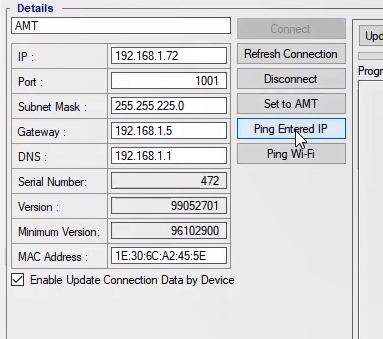 Details
AMT
Connect
IP : 192.168.1.72
Refresh Connection
Port : 1001
Disconnect
Subnet Mask : 255.255.225.0
Set to AMT
Gateway : 192.168.1.5
Ping Entered IP
DNS : 192.168.1.1
Ping Wi-Fi
Serial Number: 472
Version : 99052701
Minimum Version: 96102900
MAC Address : 1E:30:6C:A2:45:5E
Enable Update Connection Data by Device
Upd
Progre